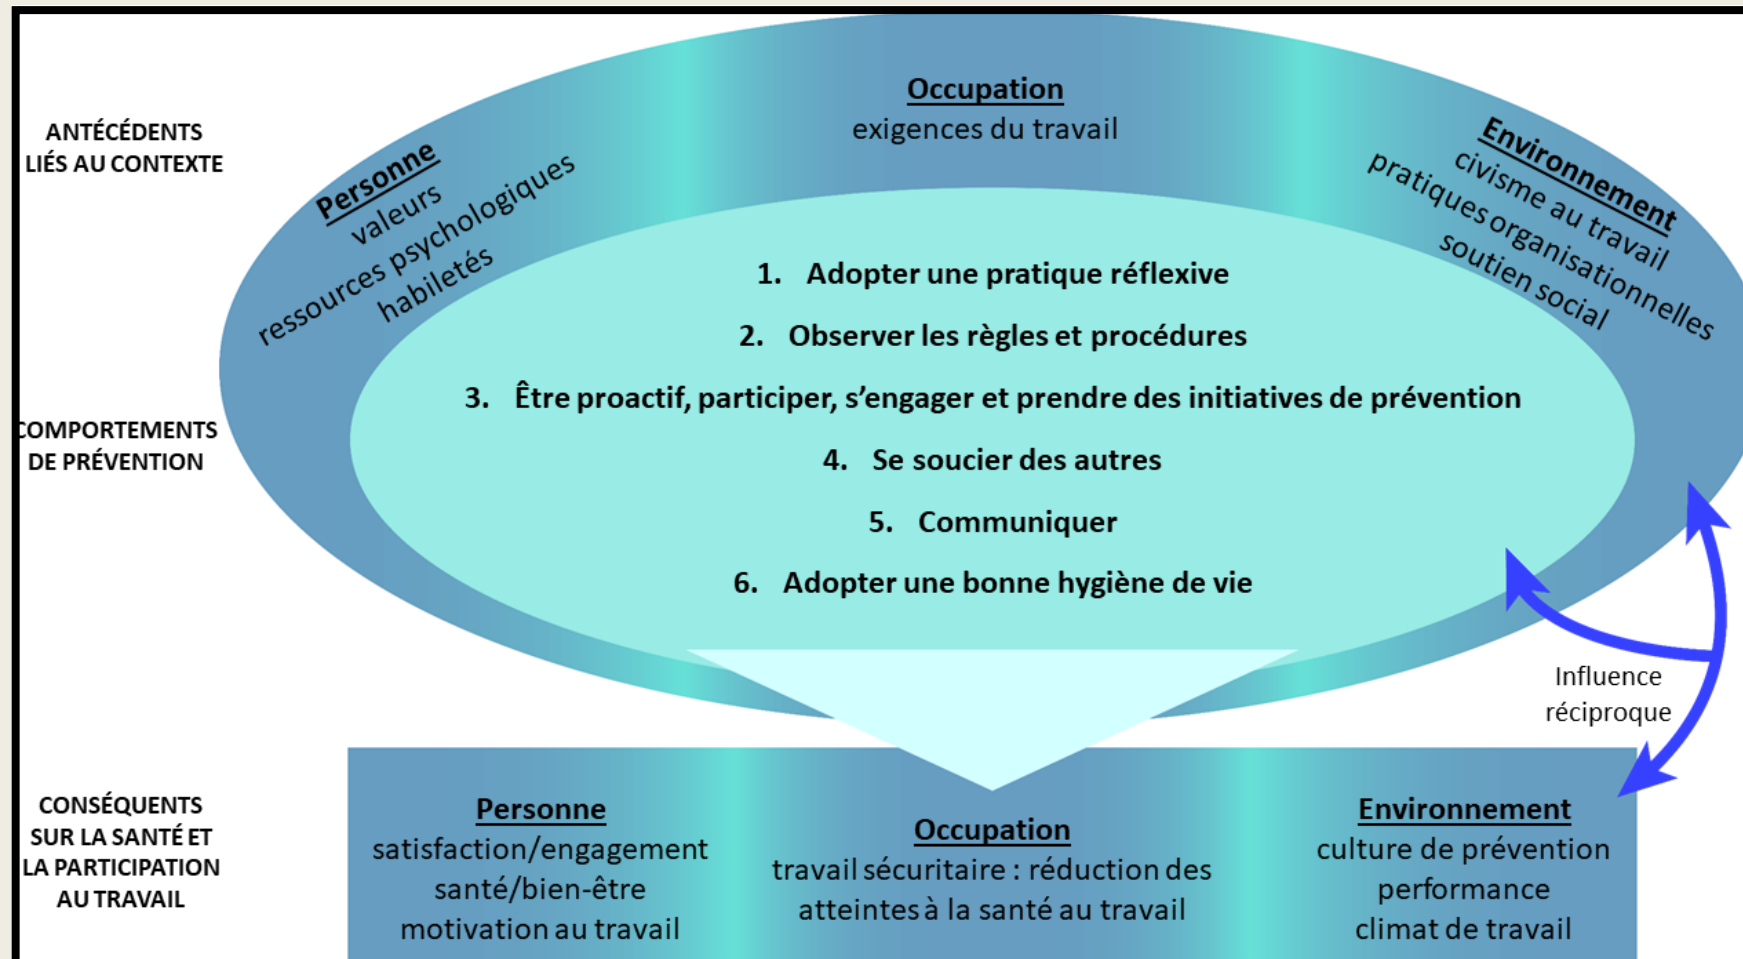 ANTÉCÉDENTS
LIÉS AU CONTEXTE
Personne
valeurs
ressources psychologiques
habiletés
Occupation
exigences du travail
Environnement
civisme au travail
pratiques organisationnelles
soutien social
COMPORTEMENTS
DE PRÉVENTION
1. Adopter une pratique réflexive
2. Observer les règles et procédures
3. Être proactif, participer, s’engager et prendre des initiatives de prévention
4. Se soucier des autres
5. Communiquer
6. Adopter une bonne hygiène de vie
Influence
réciproque
CONSÉQUENTS
SUR LA SANTÉ ET
LA PARTICIPATION
AU TRAVAIL
Personne
satisfaction/engagement
santé/bien-être
motivation au travail
Occupation
travail sécuritaire : réduction des
atteintes à la santé au travail
Environnement
culture de prévention
performance
climat de travail